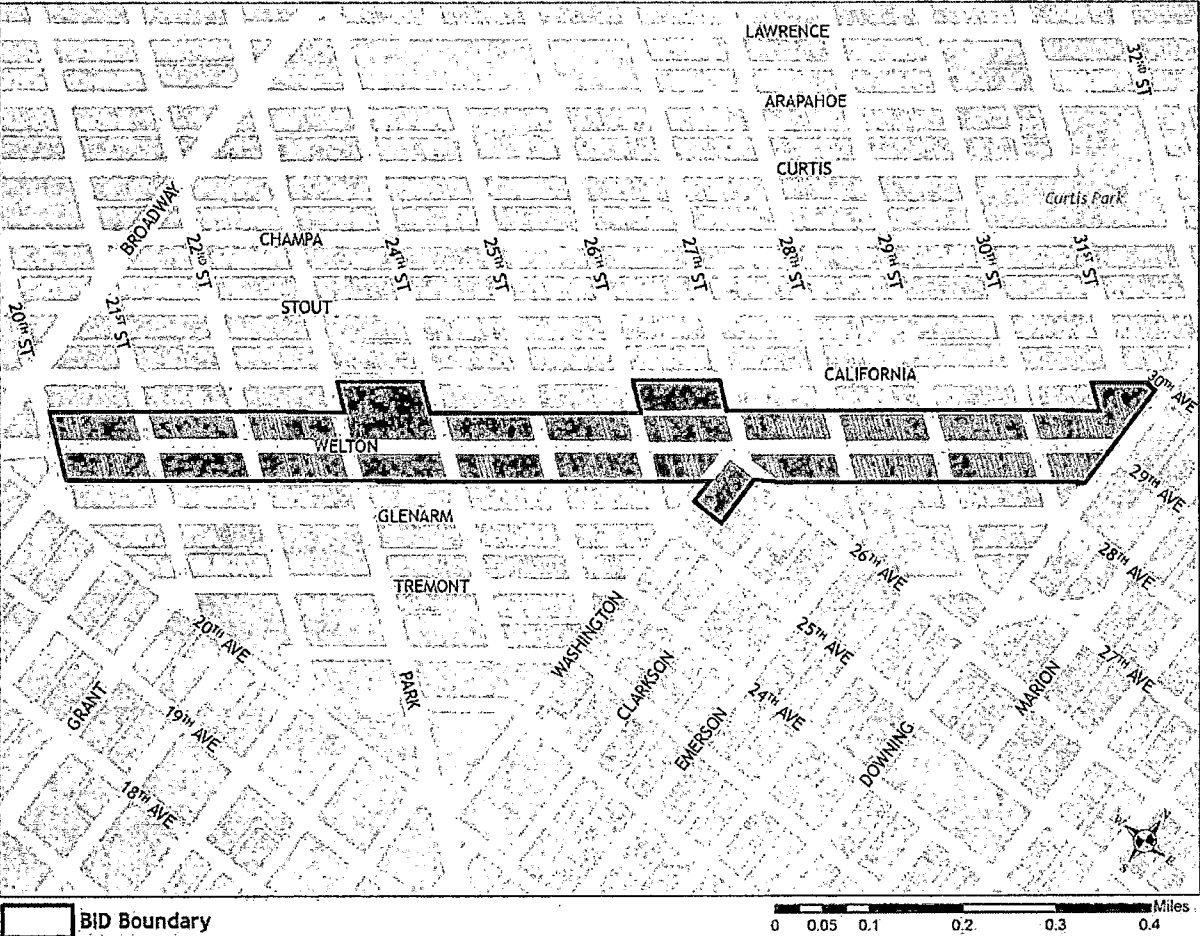 LAWRENCE
32ND ST
ARAPAHOE
CURTIS
Curtis Park
BROADWAY
CHAMPA
22ND ST
24TH ST
25TH ST
26TH ST
27TH ST
28TH ST
29TH ST
30TH ST
31ST ST
20TH ST
21ST ST
STOUT
CALIFORNIA
30TH AVE
WELTON
29TH AVE
GLENARM
26TH AVE
28TH AVE
TREMONT
20TH AVE
WASHINGTON
25TH AVE
27TH AVE
PARK
CLARKSON
MARION
GRANT
19TH AVE
24TH AVE
EMERSON
DOWNING
18TH AVE
N
W
E
S
BID Boundary
Miles
0 0.05 0.1 0.2 0.3 0.4